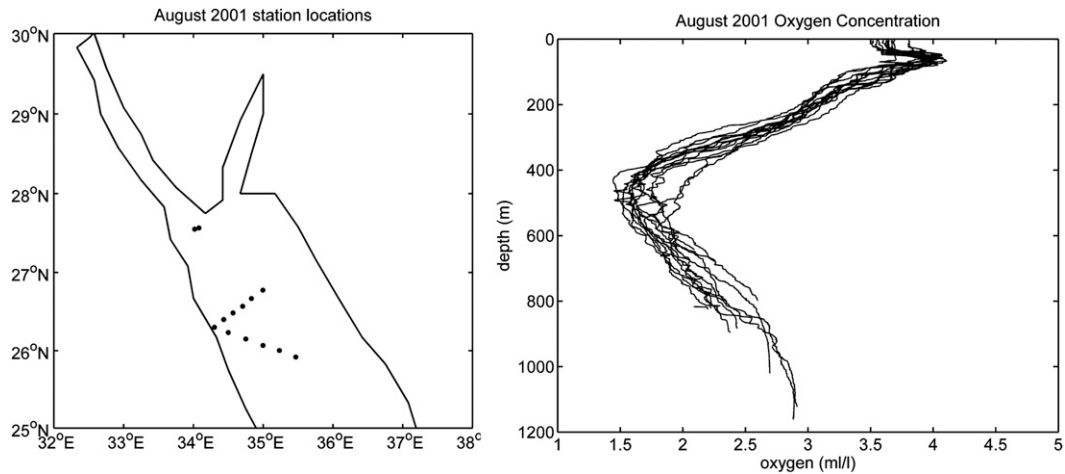 August 2001 station locations
30°N
29°N
28°N
27°N
26°N
25°N
32°E 33°E 34°E 35°E 36°E 37°E 38°
August 2001 Oxygen Concentration
0
200
400
600
800
1000
1200
depth (m)
1 1.5 2 2.5 3 3.5 4 4.5 5
oxygen (ml/l)